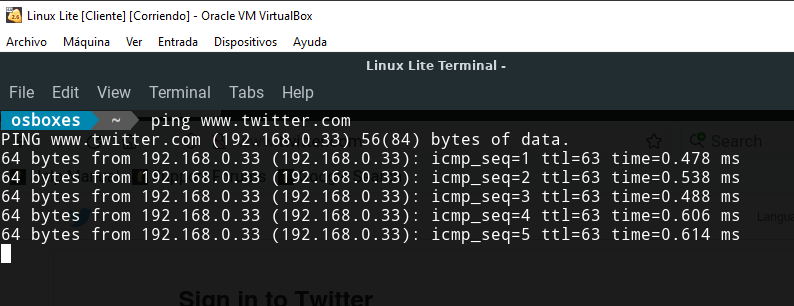 Linux Lite [Cliente] [Corriendo] - Oracle VM VirtualBox
Archivo Máquina Ver Entrada Dispositivos Ayuda
Linux Lite Terminal -
File Edit View Terminal Tabs Help
osboxes ~ ping www.twitter.com
PING www.twitter.com (192.168.0.33) 56(84) bytes of data.
64 bytes from 192.168.0.33 (192.168.0.33): icmp_seq=1 ttl=63 time=0.478 ms
Search
64 bytes from 192.168.0.33 (192.168.0.33): icmp_seq=2 ttl=63 time=0.538 ms
64 bytes from 192.168.0.33 (192.168.0.33): icmp_seq=3 ttl=63 time=0.488 ms
64 bytes from 192.168.0.33 (192.168.0.33): icmp_seq=4 ttl=63 time=0.606 ms
Langua
64 bytes from 192.168.0.33 (192.168.0.33): icmp_seq=5 ttl=63 time=0.614 ms
Sign in to Twitter